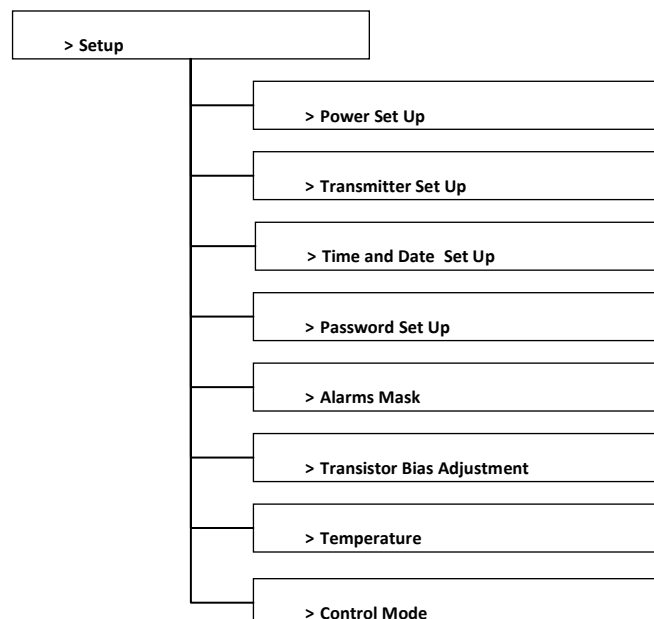 > Setup
> Power Set Up
> Transmitter Set Up
> Time and Date  Set Up
> Password Set Up
> Alarms Mask
> Transistor Bias Adjustment
> Temperature
> Control Mode